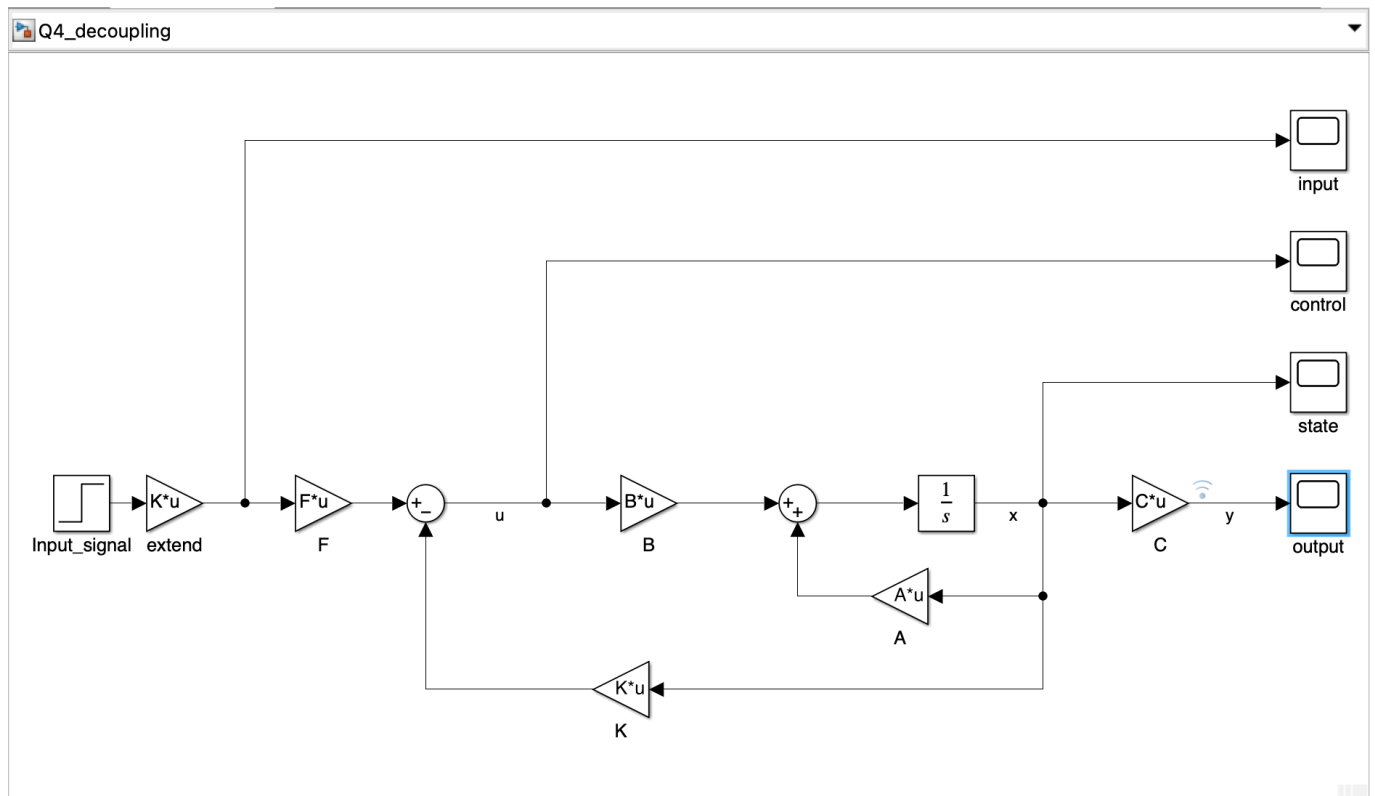 Q4_decoupling
input
control
state
K*u
F*u
+
−
u
B*u
+
+
1
s
x
C*u
y
Input_signal
extend
F
B
C
output
A*u
A
K*u
K